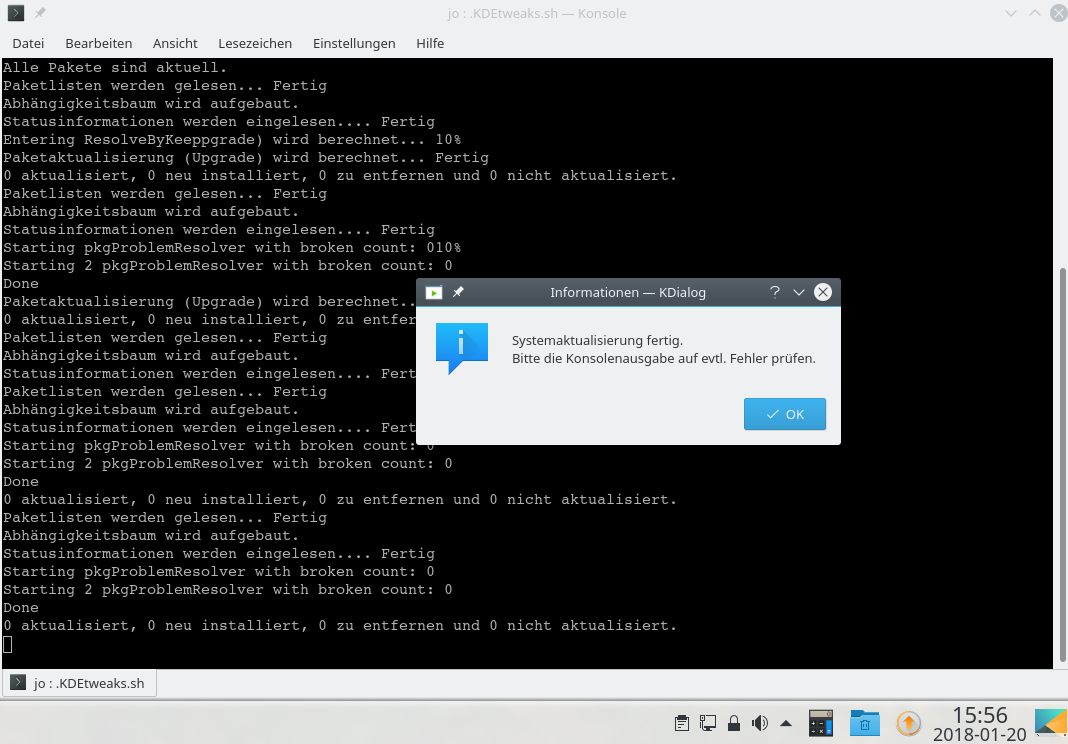 jo : .KDEtweaks.sh — Konsole
Datei Bearbeiten Ansicht Lesezeichen Einstellungen Hilfe
Alle Pakete sind aktuell.
Paketlisten werden gelesen... Fertig
Abhängigkeitsbaum wird aufgebaut.
Statusinformationen werden eingelesen.... Fertig
Entering ResolveByKeeppgrade) wird berechnet... 10%
Paketaktualisierung (Upgrade) wird berechnet... Fertig
0 aktualisiert, 0 neu installiert, 0 zu entfernen und 0 nicht aktualisiert.
Paketlisten werden gelesen... Fertig
Abhängigkeitsbaum wird aufgebaut.
Statusinformationen werden eingelesen.... Fertig
Starting pkgProblemResolver with broken count: 010%
Starting 2 pkgProblemResolver with broken count: 0
Done
Paketaktualisierung (Upgrade) wird berechnet..
0 aktualisiert, 0 neu installiert, 0 zu entfer
Paketlisten werden gelesen... Fertig
Abhängigkeitsbaum wird aufgebaut.
Statusinformationen werden eingelesen.... Fert
Paketlisten werden gelesen... Fertig
Abhängigkeitsbaum wird aufgebaut.
Statusinformationen werden eingelesen.... Fert
Starting pkgProblemResolver with broken count: 0
Starting 2 pkgProblemResolver with broken count: 0
Done
0 aktualisiert, 0 neu installiert, 0 zu entfernen und 0 nicht aktualisiert.
Paketlisten werden gelesen... Fertig
Abhängigkeitsbaum wird aufgebaut.
Statusinformationen werden eingelesen.... Fertig
Starting pkgProblemResolver with broken count: 0
Starting 2 pkgProblemResolver with broken count: 0
Done
0 aktualisiert, 0 neu installiert, 0 zu entfernen und 0 nicht aktualisiert.
Informationen — KDialog
Systemaktualisierung fertig.
Bitte die Konsolenausgabe auf evtl. Fehler prüfen.
OK
jo : .KDEtweaks.sh
15:56
2018-01-20